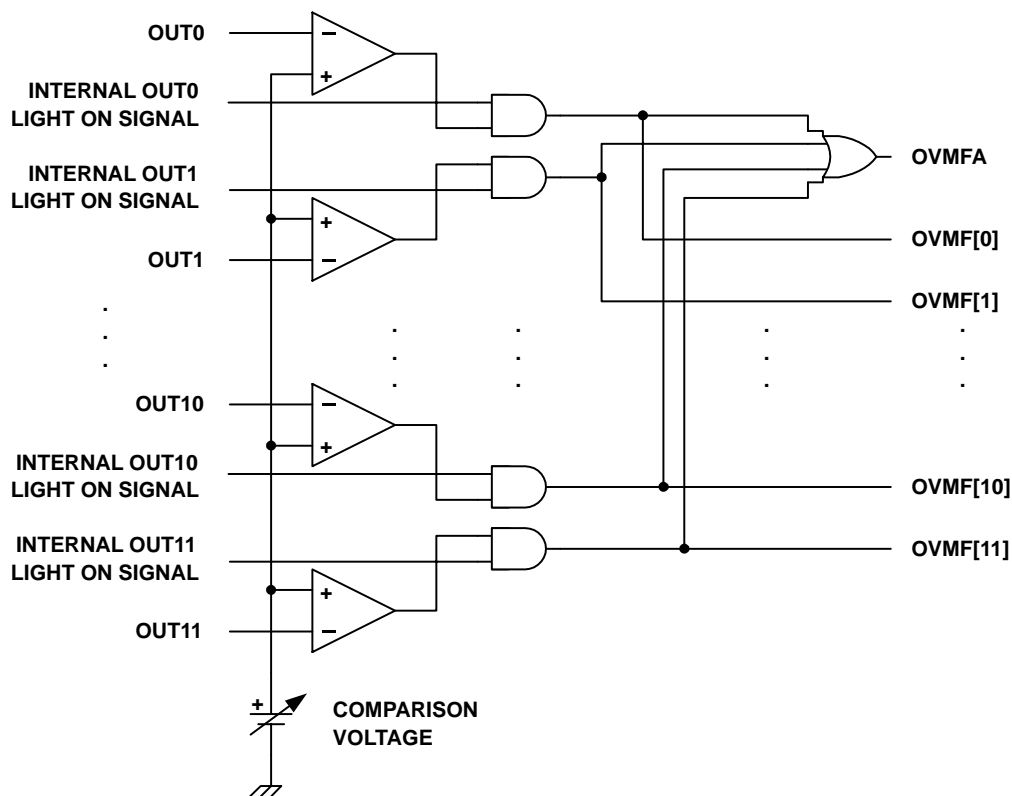 OUT0
INTERNAL OUT0
LIGHT ON SIGNAL
INTERNAL OUT1
LIGHT ON SIGNAL
OUT1
OUT10
INTERNAL OUT10
LIGHT ON SIGNAL
INTERNAL OUT11
LIGHT ON SIGNAL
OUT11
COMPARISON
VOLTAGE
OVMFA
OVMF[0]
OVMF[1]
OVMF[10]
OVMF[11]